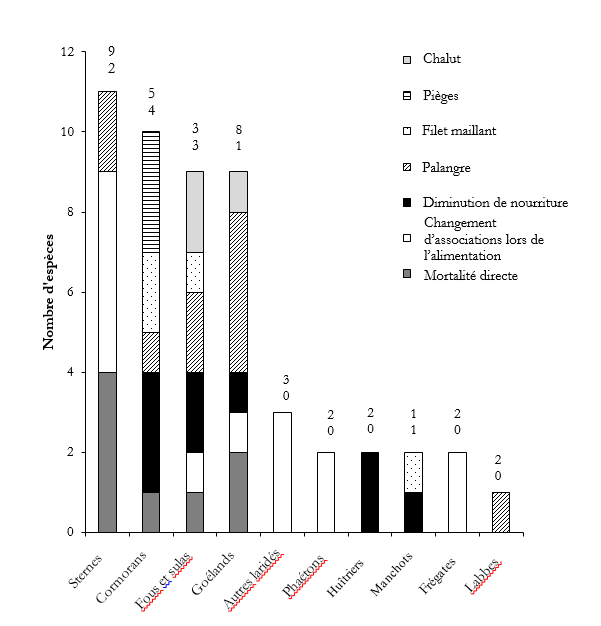 12
10
8
6
4
2
0
Nombre d'espèces
9
2
5
4
3
3
8
1
3
0
2
0
2
0
1
1
2
0
2
0
Chalut
Pièges
Filet maillant
Palangre
Diminution de nourriture
Changement
d'associations lors de
l'alimentation
Mortalité directe
Sternes
Cormorans
Fous et sulas
Goélands
Autres laridés
Phaétons
Huîtriers
Manchots
Frégates
Labbes